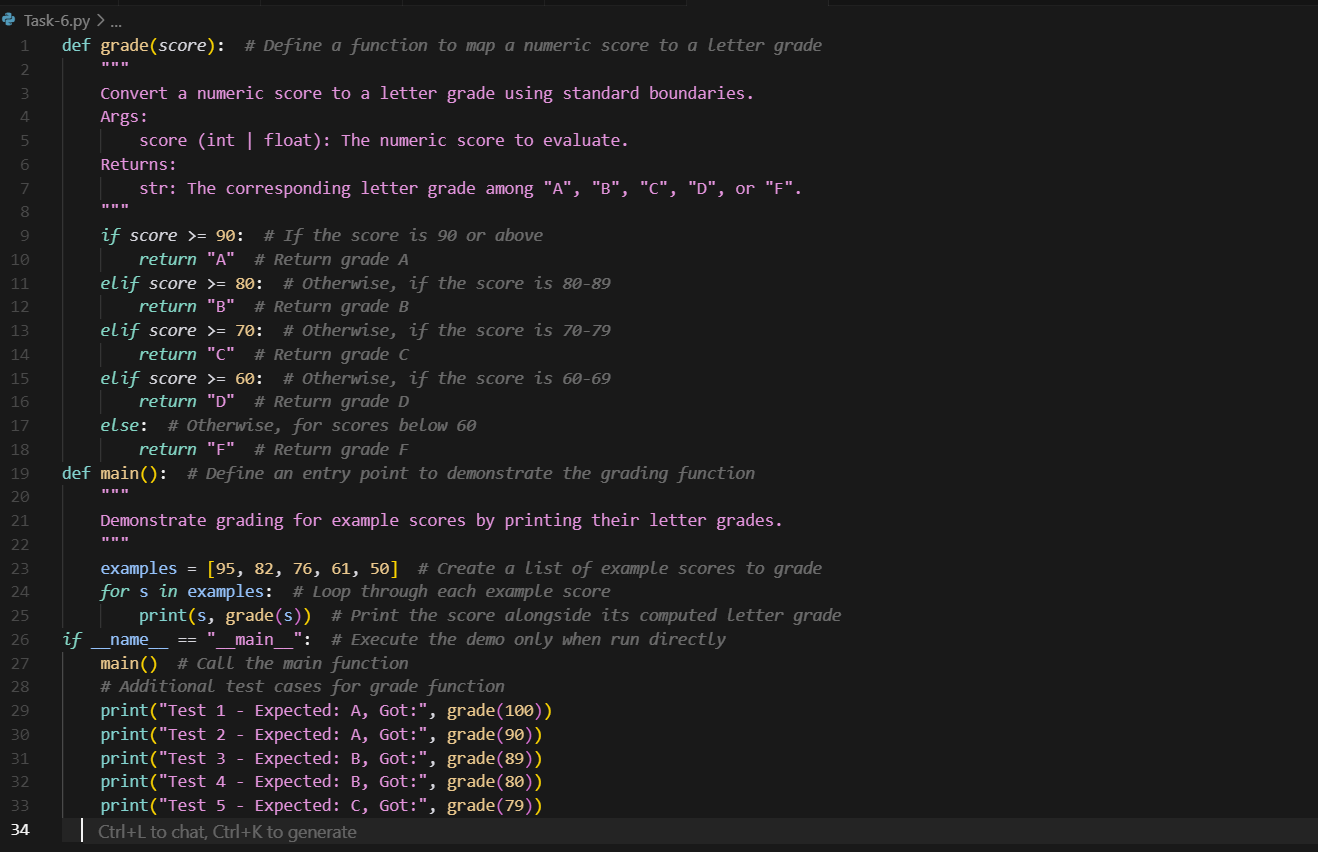 Task-6.py > ...
1 def grade(score):  # Define a function to map a numeric score to a letter grade
2     """
3     Convert a numeric score to a letter grade using standard boundaries.
4     Args:
5         score (int | float): The numeric score to evaluate.
6     Returns:
7         str: The corresponding letter grade among "A", "B", "C", "D", or "F".
8     """
9     if score >= 90:  # If the score is 90 or above
10         return "A"  # Return grade A
11     elif score >= 80:  # Otherwise, if the score is 80-89
12         return "B"  # Return grade B
13     elif score >= 70:  # Otherwise, if the score is 70-79
14         return "C"  # Return grade C
15     elif score >= 60:  # Otherwise, if the score is 60-69
16         return "D"  # Return grade D
17     else:  # Otherwise, for scores below 60
18         return "F"  # Return grade F
19 def main():  # Define an entry point to demonstrate the grading function
20     """
21     Demonstrate grading for example scores by printing their letter grades.
22     """
23     examples = [95, 82, 76, 61, 50]  # Create a list of example scores to grade
24     for s in examples:  # Loop through each example score
25         print(s, grade(s))  # Print the score alongside its computed letter grade
26 if __name__ == "__main__":  # Execute the demo only when run directly
27     main()  # Call the main function
28     # Additional test cases for grade function
29     print("Test 1 - Expected: A, Got:", grade(100))
30     print("Test 2 - Expected: A, Got:", grade(90))
31     print("Test 3 - Expected: B, Got:", grade(89))
32     print("Test 4 - Expected: B, Got:", grade(80))
33     print("Test 5 - Expected: C, Got:", grade(79))
34 Ctrl+L to chat, Ctrl+K to generate